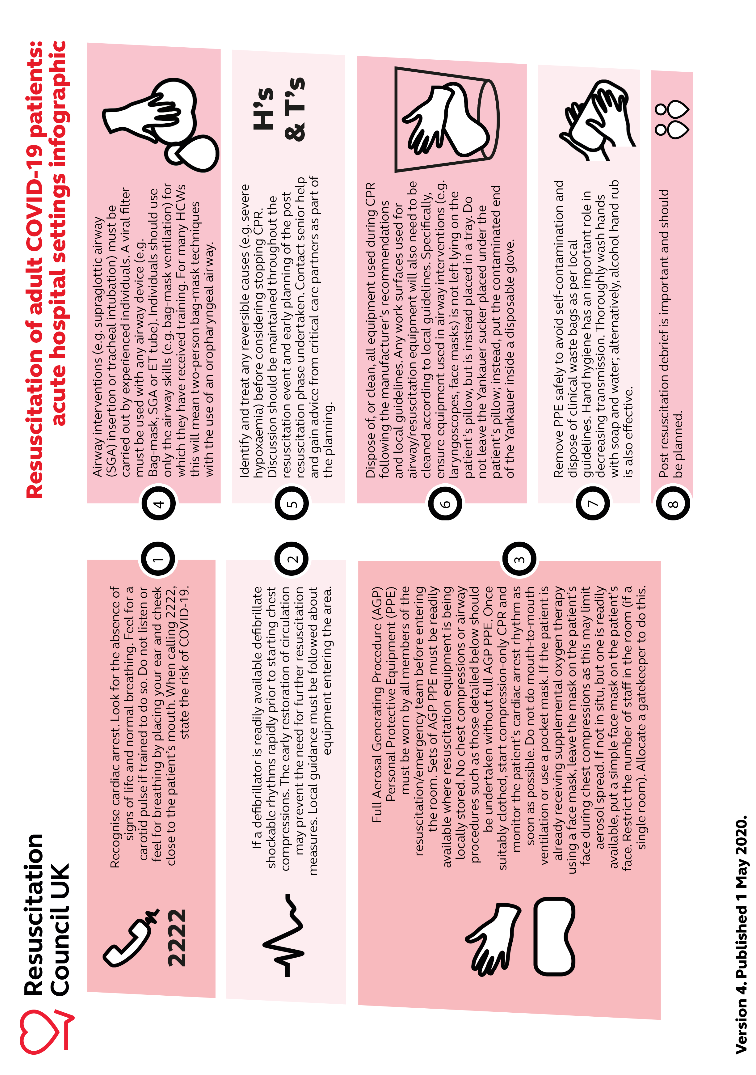 Resuscitation
Council UK
Resuscitation of adult COVID-19 patients:
acute hospital settings infographic
2222
Recognise cardiac arrest. Look for the absence of
signs of life and normal breathing. Feel for a
carotid pulse if trained to do so. Do not listen or
feel for breathing by placing your ear and cheek
close to the patient's mouth. When calling 2222,
state the risk of COVID-19.
1
If a defibrillator is readily available defibrillate
shockable rhythms rapidly prior to starting chest
compressions. The early restoration of circulation
may prevent the need for further resuscitation
measures. Local guidance must be followed about
equipment entering the area.
2
Full Aerosol Generating Procedure (AGP)
Personal Protective Equipment (PPE)
must be worn by all members of the
resuscitation/emergency team before entering
the room. Sets of AGP PPE must be readily
available where resuscitation equipment is being
locally stored. No chest compressions or airway
procedures such as those detailed below should
be undertaken without full AGP PPE. Once
suitably clothed, start compression-only CPR and
monitor the patient's cardiac arrest rhythm as
soon as possible. Do not do mouth-to-mouth
ventilation or use a pocket mask. If the patient is
already receiving supplemental oxygen therapy
using a face mask, leave the mask on the patient's
face during chest compressions as this may limit
aerosol spread. If not in situ, but one is readily
available, put a simple face mask on the patient's
face. Restrict the number of staff in the room (if a
single room). Allocate a gatekeeper to do this.
3
4
Airway interventions (e.g. supraglottic airway
(SGA) insertion or tracheal intubation) must be
carried out by experienced individuals. A viral filter
must be used with any airway device (e.g.
Bag-mask, SGA or ET tube). Individuals should use
only the airway skills (e.g. bag-mask ventilation) for
which they have received training. For many HCWs
this will mean two-person bag-mask techniques
with the use of an oropharyngeal airway.
5
Identify and treat any reversible causes (e.g. severe
hypoxaemia) before considering stopping CPR.
Discussion should be maintained throughout the
resuscitation event and early planning of the post
resuscitation phase undertaken. Contact senior help
and gain advice from critical care partners as part of
the planning.
H's
& T's
6
Dispose of, or clean, all equipment used during CPR
following the manufacturer's recommendations
and local guidelines. Any work surfaces used for
airway/resuscitation equipment will also need to be
cleaned according to local guidelines. Specifically,
ensure equipment used in airway interventions (e.g.
laryngoscopes, face masks) is not left lying on the
patient's pillow, but is instead placed in a tray. Do
not leave the Yankauer sucker placed under the
patient's pillow; instead, put the contaminated end
of the Yankauer inside a disposable glove.
7
Remove PPE safely to avoid self-contamination and
dispose of clinical waste bags as per local
guidelines. Hand hygiene has an important role in
decreasing transmission. Thoroughly wash hands
with soap and water; alternatively, alcohol hand rub
is also effective.
8
Post resuscitation debrief is important and should
be planned.
Version 4. Published 1 May 2020.